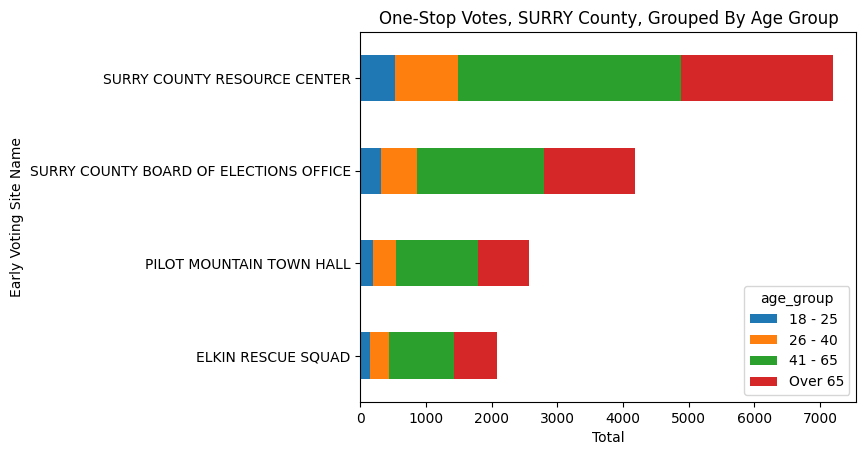 One-Stop Votes, SURRY County, Grouped By Age Group
Early Voting Site Name
SURRY COUNTY RESOURCE CENTER
SURRY COUNTY BOARD OF ELECTIONS OFFICE
PILOT MOUNTAIN TOWN HALL
ELKIN RESCUE SQUAD
age_group
18 - 25
26 - 40
41 - 65
Over 65
0 1000 2000 3000 4000 5000 6000 7000
Total